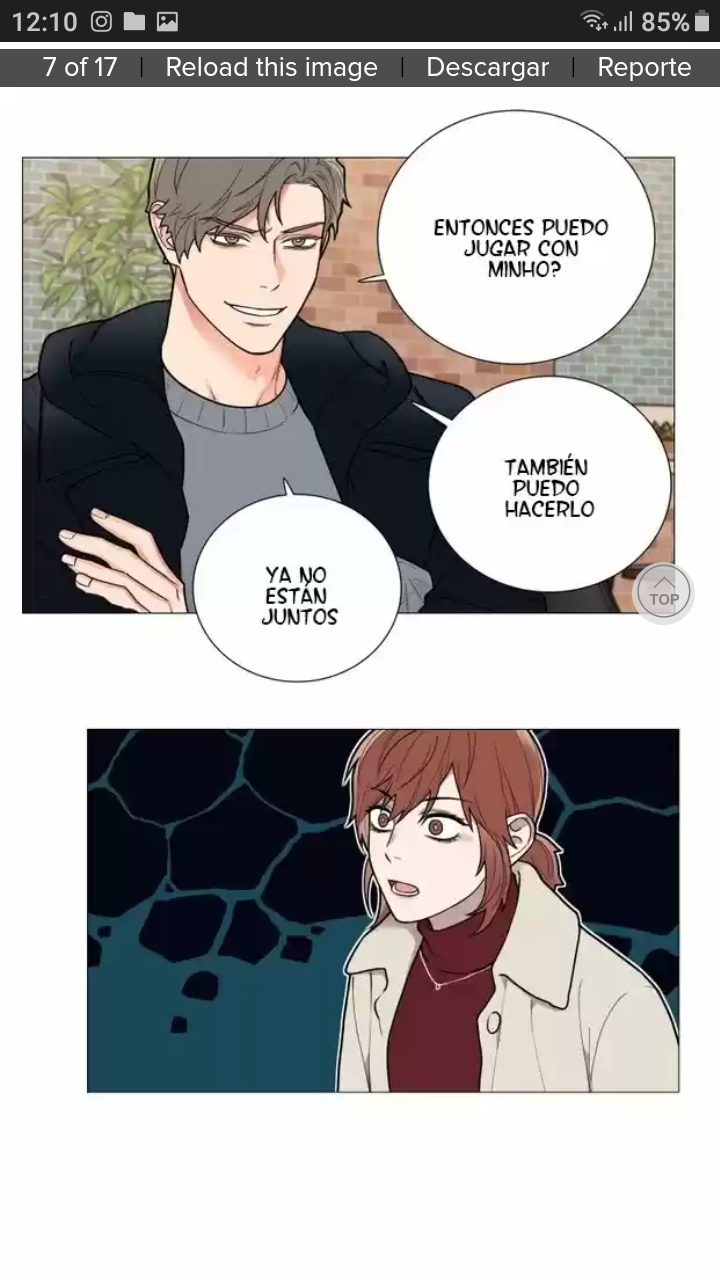 12:10 85%
7 of 17 | Reload this image | Descargar | Reporte
ENTONCES PUEDO
JUGAR CON
MINHO?
TAMBIÉN
PUEDO
HACERLO
YA NO
ESTÁN
JUNTOS
TOP